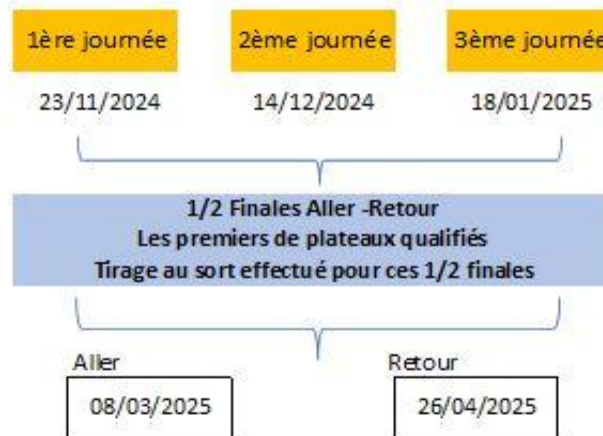 1ère journée
2ème journée
3ème journée
23/11/2024
14/12/2024
18/01/2025
1/2 Finales Aller -Retour
Les premiers de plateaux qualifiés
Tirage au sort effectué pour ces 1/2 finales
Aller
Retour
08/03/2025
26/04/2025